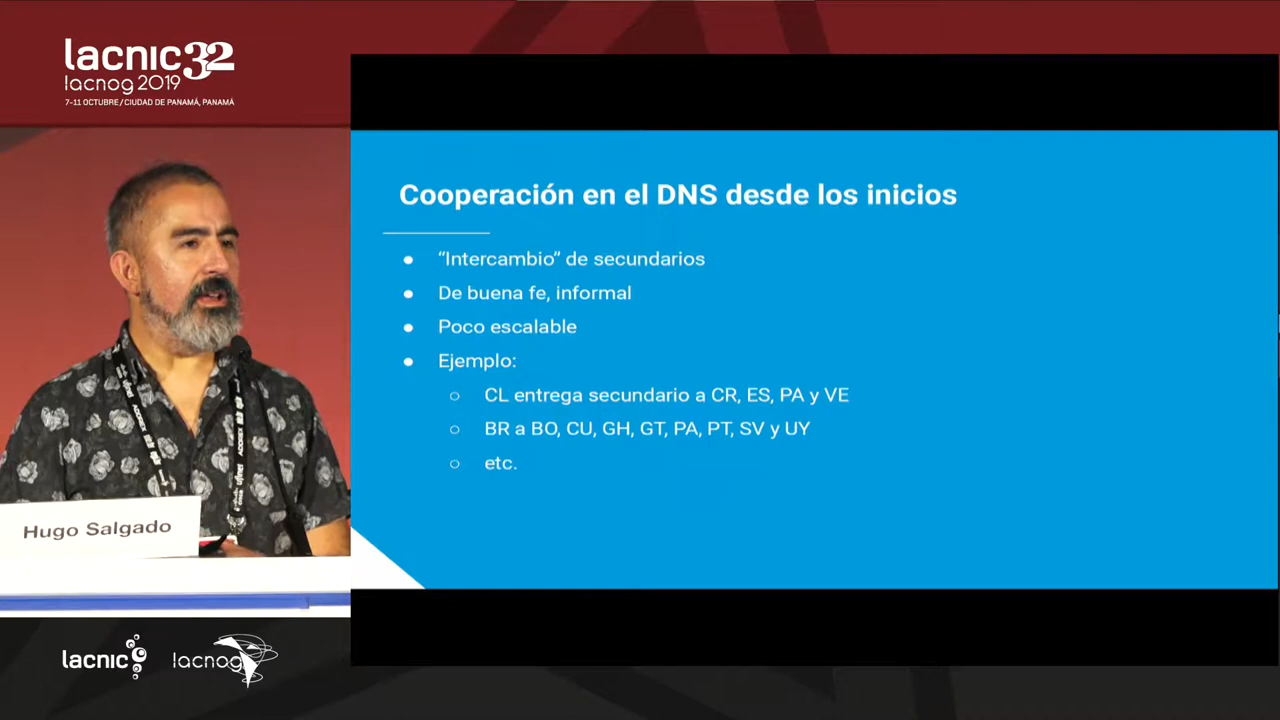 lacnic32
lacnog 2019
7-11 OCTUBRE / CIUDAD DE PANAMÁ, PANAMÁ
Cooperación en el DNS desde los inicios
“Intercambio” de secundarios
De buena fe, informal
Poco escalable
Ejemplo:
CL entrega secundario a CR, ES, PA y VE
BR a BO, CU, GH, GT, PA, PT, SV y UY
etc.
Hugo Salgado
lacnic
lacnog